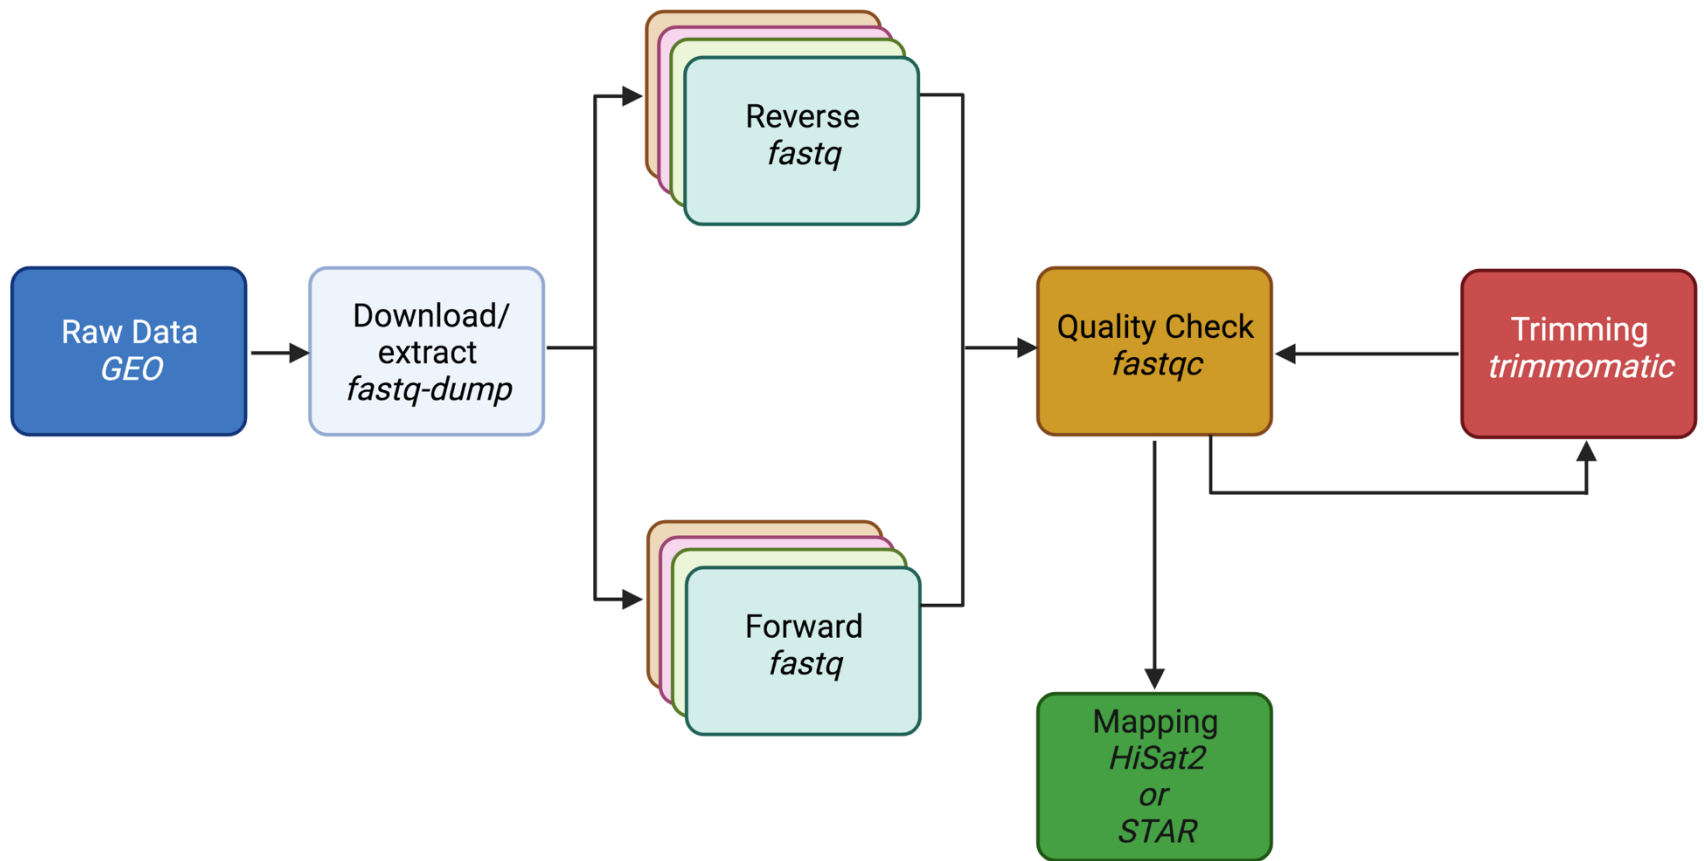 Reverse
fastq
Raw Data
GEO
Download/
extract
fastq-dump
Quality Check
fastqc
Trimming
trimmomatic
Forward
fastq
Mapping
HiSat2
or
STAR